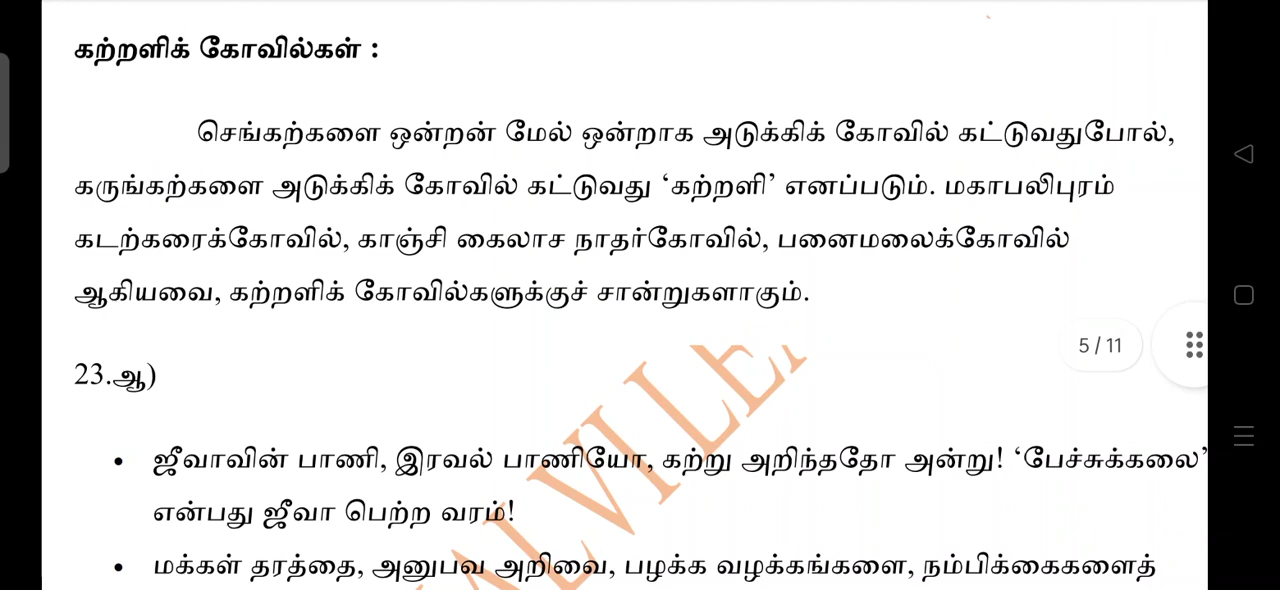 கற்றளிக் கோவில்கள் :
செங்கற்களை ஒன்றன் மேல் ஒன்றாக அடுக்கிக் கோவில் கட்டுவதுபோல்,
கருங்கற்களை அடுக்கிக் கோவில் கட்டுவது ‘கற்றளி’ எனப்படும். மகாபலிபுரம்
கடற்கரைக்கோவில், காஞ்சி கைலாச நாதர்கோவில், பனைமலைக்கோவில்
ஆகியவை, கற்றளிக் கோவில்களுக்குச் சான்றுகளாகும்.
5 / 11
23.ஆ)
• ஜீவாவின் பாணி, இரவல் பாணியோ, கற்று அறிந்ததோ அன்று! ‘பேச்சுக்கலை’
என்பது ஜீவா பெற்ற வரம்!
• மக்கள் தரத்தை, அனுபவ அறிவை, பழக்க வழக்கங்களை, நம்பிக்கைகளைத்